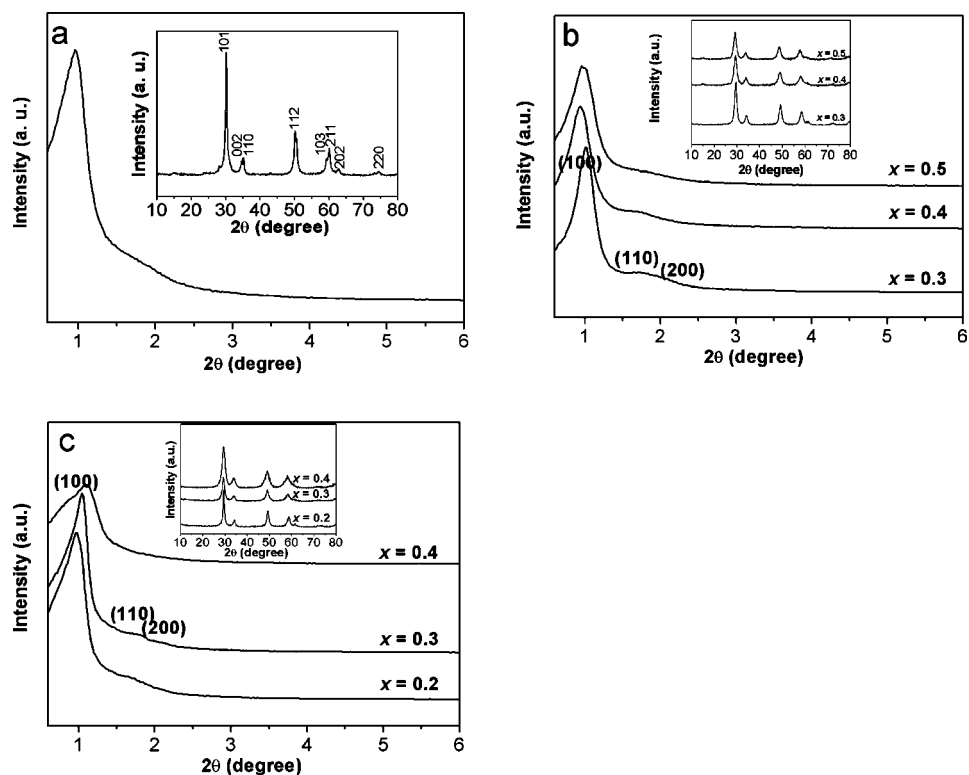 a
Intensity (a. u.)
2θ (degree)
1 2 3 4 5 6
Intensity (a. u.)
101
002
110
112
103
211
202
220
10 20 30 40 50 60 70 80
2θ (degree)
b
Intensity (a. u.)
(100)
(110)
(200)
x = 0.5
x = 0.4
x = 0.3
1 2 3 4 5 6
2θ (degree)
Intensity (a.u.)
x = 0.5
x = 0.4
x = 0.3
10 20 30 40 50 60 70 80
2θ (degree)
c
Intensity (a.u.)
(100)
(110)
(200)
x = 0.4
x = 0.3
x = 0.2
1 2 3 4 5 6
2θ (degree)
Intensity (a.u.)
x = 0.4
x = 0.3
x = 0.2
10 20 30 40 50 60 70 80
2θ (degree)